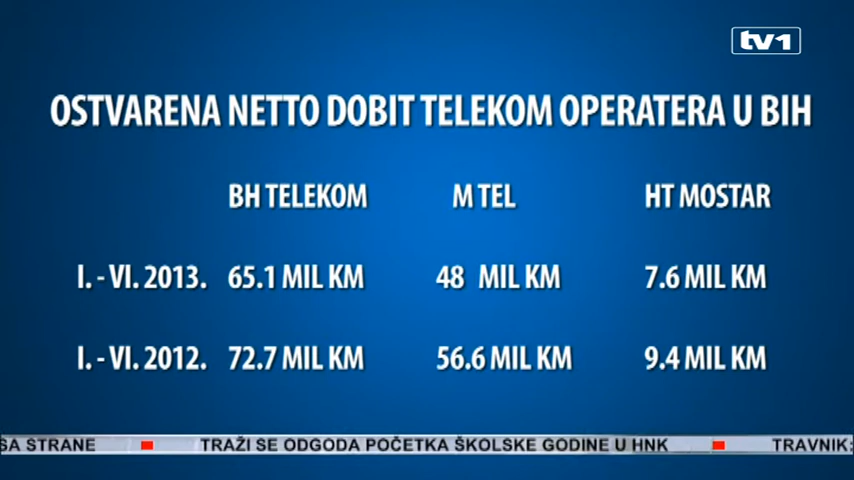 tv1
OSTVARENA NETTO DOBIT TELEKOM OPERATERA U BIH
BH TELEKOM M TEL HT MOSTAR
I. - VI. 2013. 65.1 MIL KM 48 MIL KM 7.6 MIL KM
I. - VI. 2012. 72.7 MIL KM 56.6 MIL KM 9.4 MIL KM
SA STRANE TRAŽI SE ODGODA POČETKA ŠKOLSKE GODINE U HNK TRAVNIK: